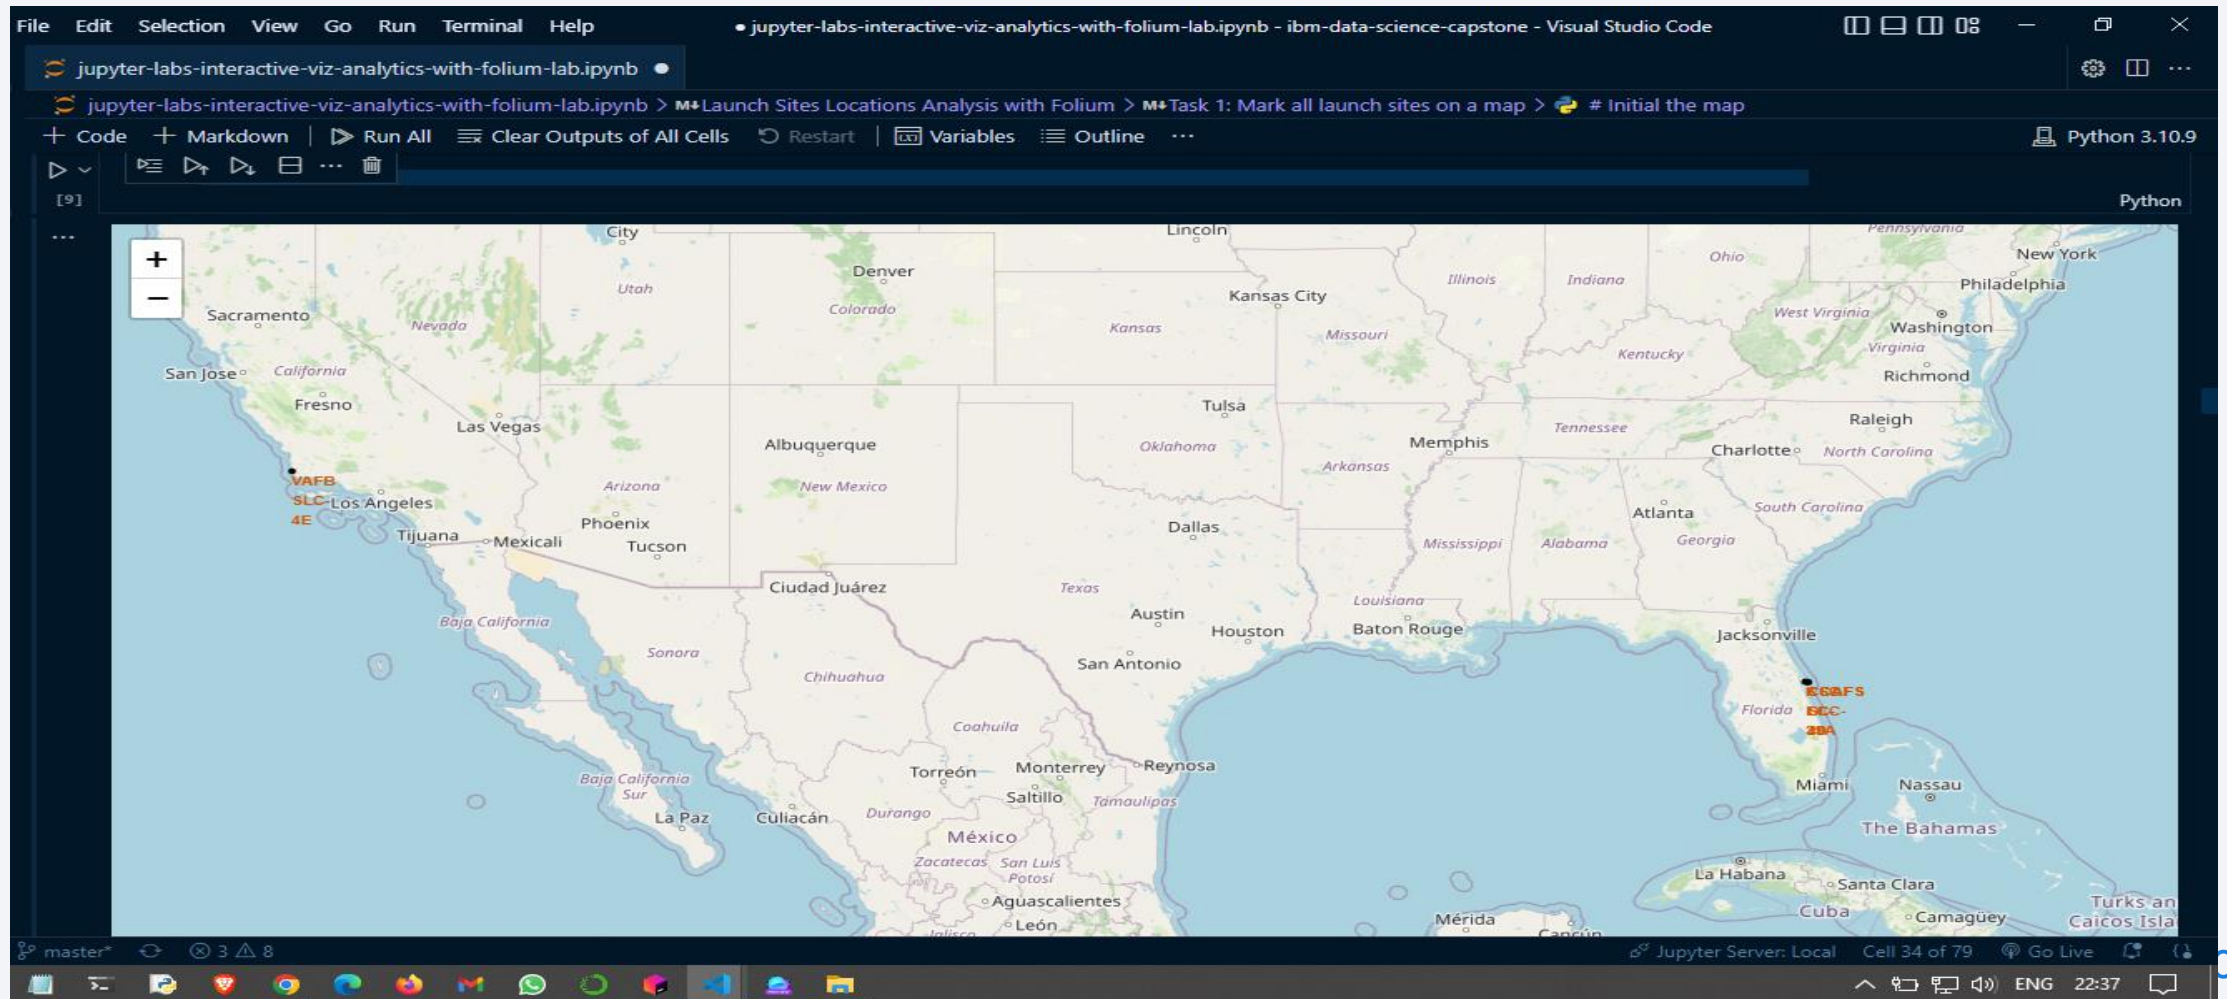 File Edit Selection View Go Run Terminal Help ● jupyter-labs-interactive-viz-analytics-with-folium-lab.ipynb - ibm-data-science-capstone - Visual Studio Code
jupyter-labs-interactive-viz-analytics-with-folium-lab.ipynb ●
jupyter-labs-interactive-viz-analytics-with-folium-lab.ipynb > M↓Launch Sites Locations Analysis with Folium > M↓Task 1: Mark all launch sites on a map > # Initial the map
+ Code + Markdown | Run All Clear Outputs of All Cells Restart | Variables Outline ··· Python 3.10.9
[9] Python
+
−
City
Lincoln
Pennsylvania
New York
Denver
Ohio
Illinois
Indiana
Utah
Philadelphia
Kansas City
Colorado
Sacramento
Nevada
Kansas
Missouri
West Virginia
Washington
Kentucky
Virginia
San Jose
California
Richmond
Fresno
Las Vegas
Tulsa
Raleigh
Albuquerque
Oklahoma
Memphis
Tennessee
Charlotte
North Carolina
Arkansas
VAFB
SLC-
4E
Los Angeles
Arizona
New Mexico
Phoenix
Tucson
Dallas
Atlanta
South Carolina
Tijuana
Mexicali
Mississippi
Alabama
Georgia
Ciudad Juárez
Texas
Louisiana
Baja California
Austin
Houston
Baton Rouge
Jacksonville
Sonora
San Antonio
Chihuahua
Florida
Coahuila
Torreón
Monterrey
Reynosa
Baja California
Sur
Saltillo
Tamaulipas
Miami
Nassau
La Paz
Culiacán
Durango
The Bahamas
México
Zacatecas
San Luis
Potosí
La Habana
Santa Clara
Aguascalientes
León
Jalisco
Mérida
Cancún
Cuba
Camagüey
Turks an
Caicos Isla
master* 3 8 Jupyter Server: Local Cell 34 of 79 Go Live
ENG 22:37